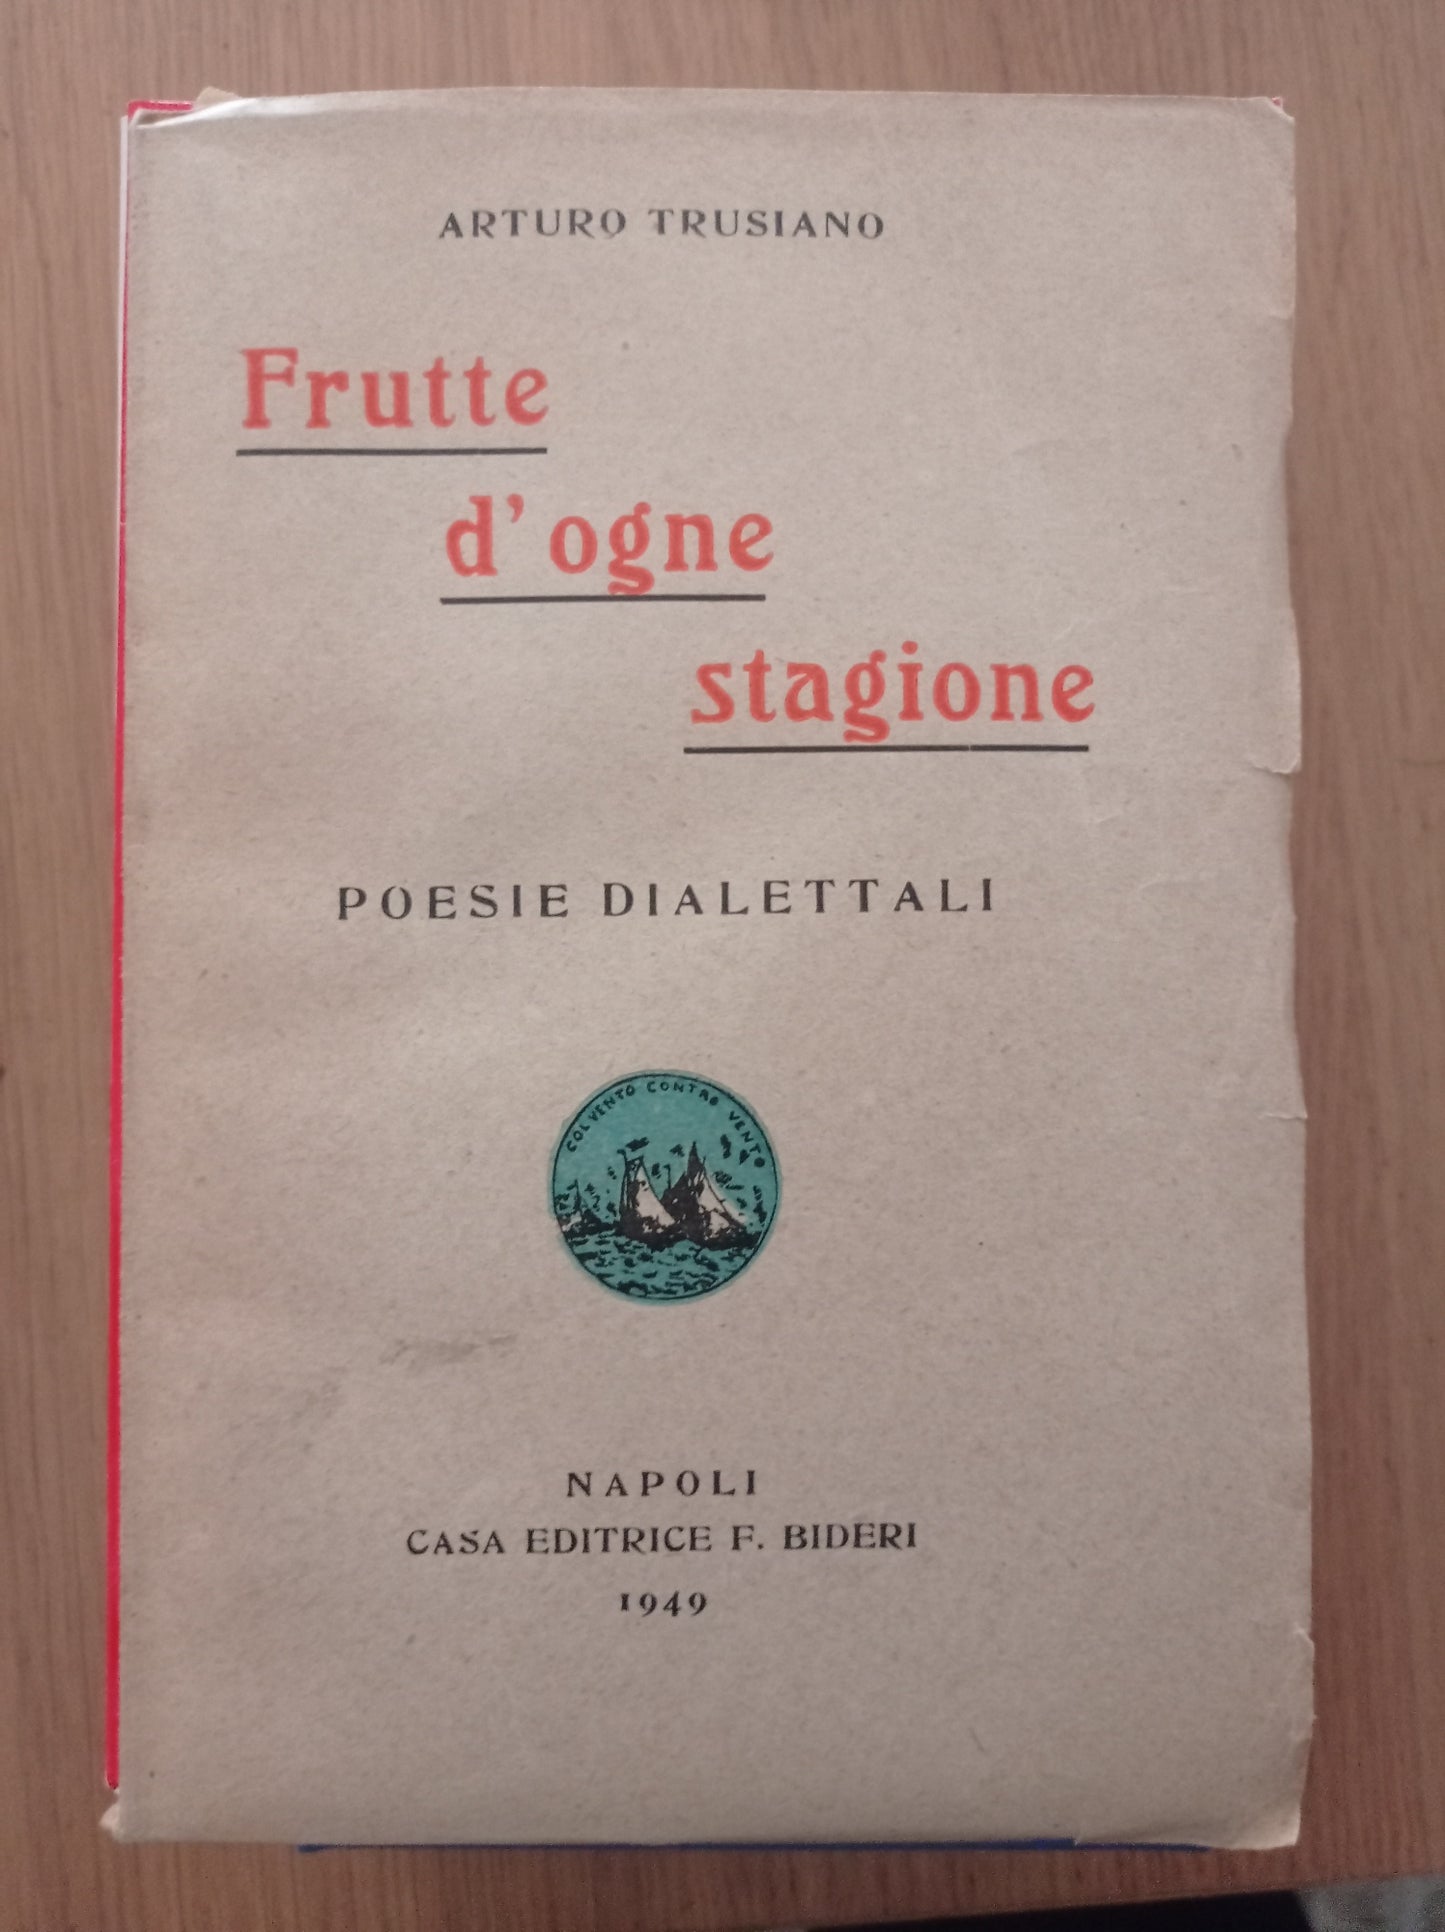 ARTURO TRUSIANO
Frutte
d'ogne
stagione
POESIE DIALETTALI
COL VENTO CONTRO VENTO
NAPOLI
CASA EDITRICE F. BIDERI
1949